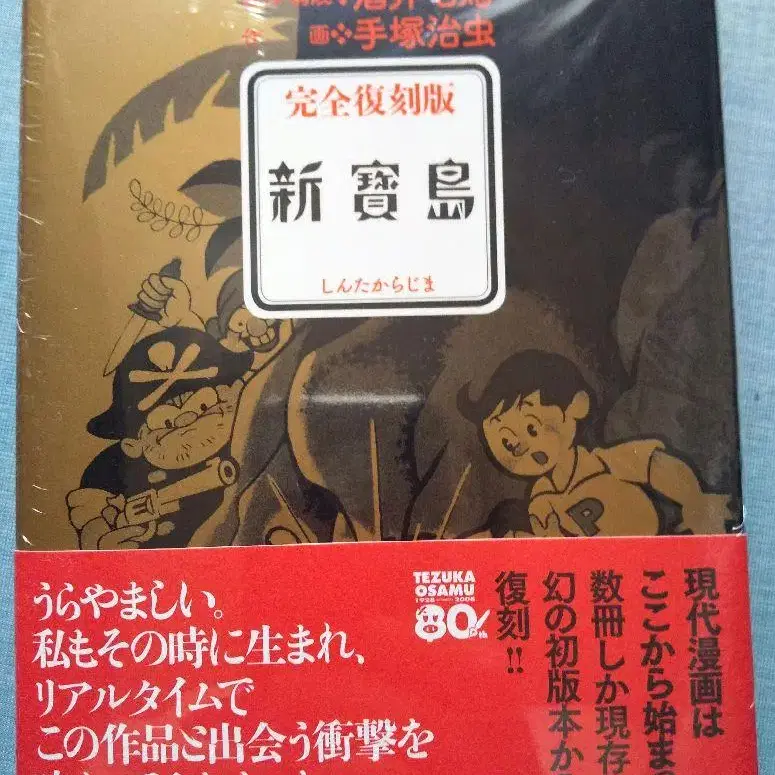 画 手塚治虫
完全復刻版
新寶島
しんたからじま
P
TEZUKA
OSAMU
1928 2008
80th
現代漫画は
ここから始ま
数冊しか現存
幻の初版本か
復刻!!
うらやましい。
私もその時に生まれ、
リアルタイムで
この作品と出会う衝撃を